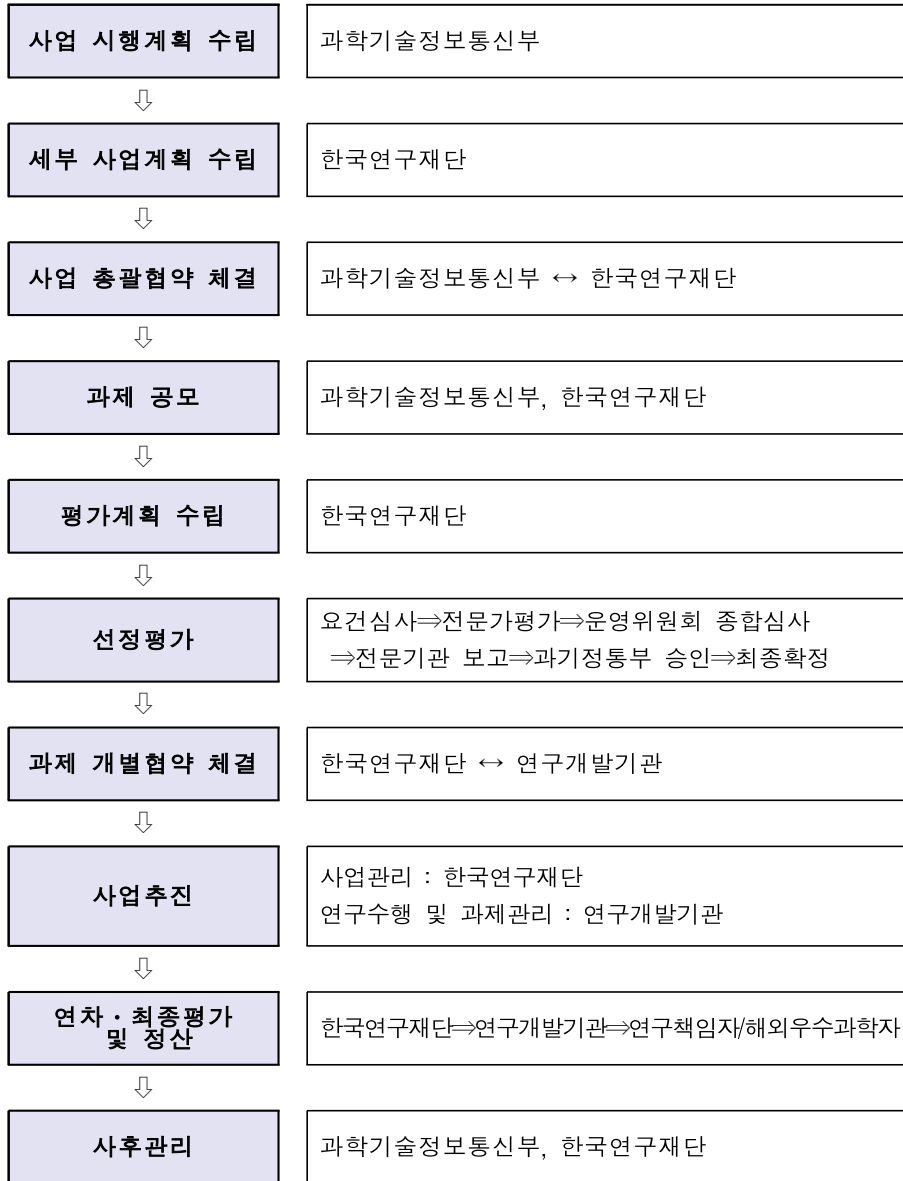 사업 시행계획 수립
과학기술정보통신부
⇩
세부 사업계획 수립
한국연구재단
⇩
사업 총괄협약 체결
과학기술정보통신부 ↔ 한국연구재단
⇩
과제 공모
과학기술정보통신부, 한국연구재단
⇩
평가계획 수립
한국연구재단
⇩
선정평가
요건심사⇒전문가평가⇒운영위원회 종합심사
⇒전문기관 보고⇒과기정통부 승인⇒최종확정
⇩
과제 개별협약 체결
한국연구재단 ↔ 연구개발기관
⇩
사업추진
사업관리 : 한국연구재단
연구수행 및 과제관리 : 연구개발기관
⇩
연차・최종평가
및 정산
한국연구재단⇒연구개발기관⇒연구책임자/해외우수과학자
⇩
사후관리
과학기술정보통신부, 한국연구재단